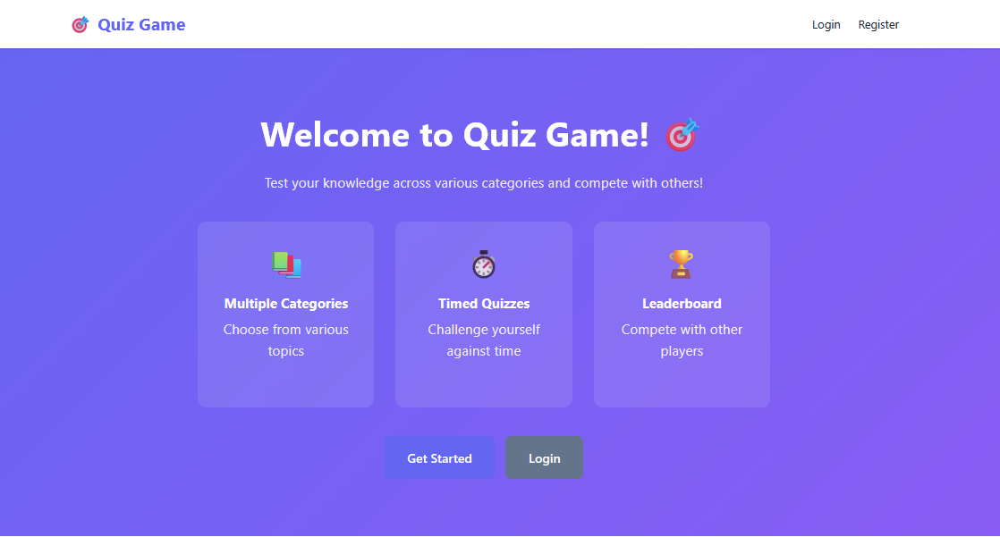 Quiz Game
Login
Register
Welcome to Quiz Game!
Test your knowledge across various categories and compete with others!
Multiple Categories
Choose from various
topics
Timed Quizzes
Challenge yourself
against time
Leaderboard
Compete with other
players
Get Started
Login